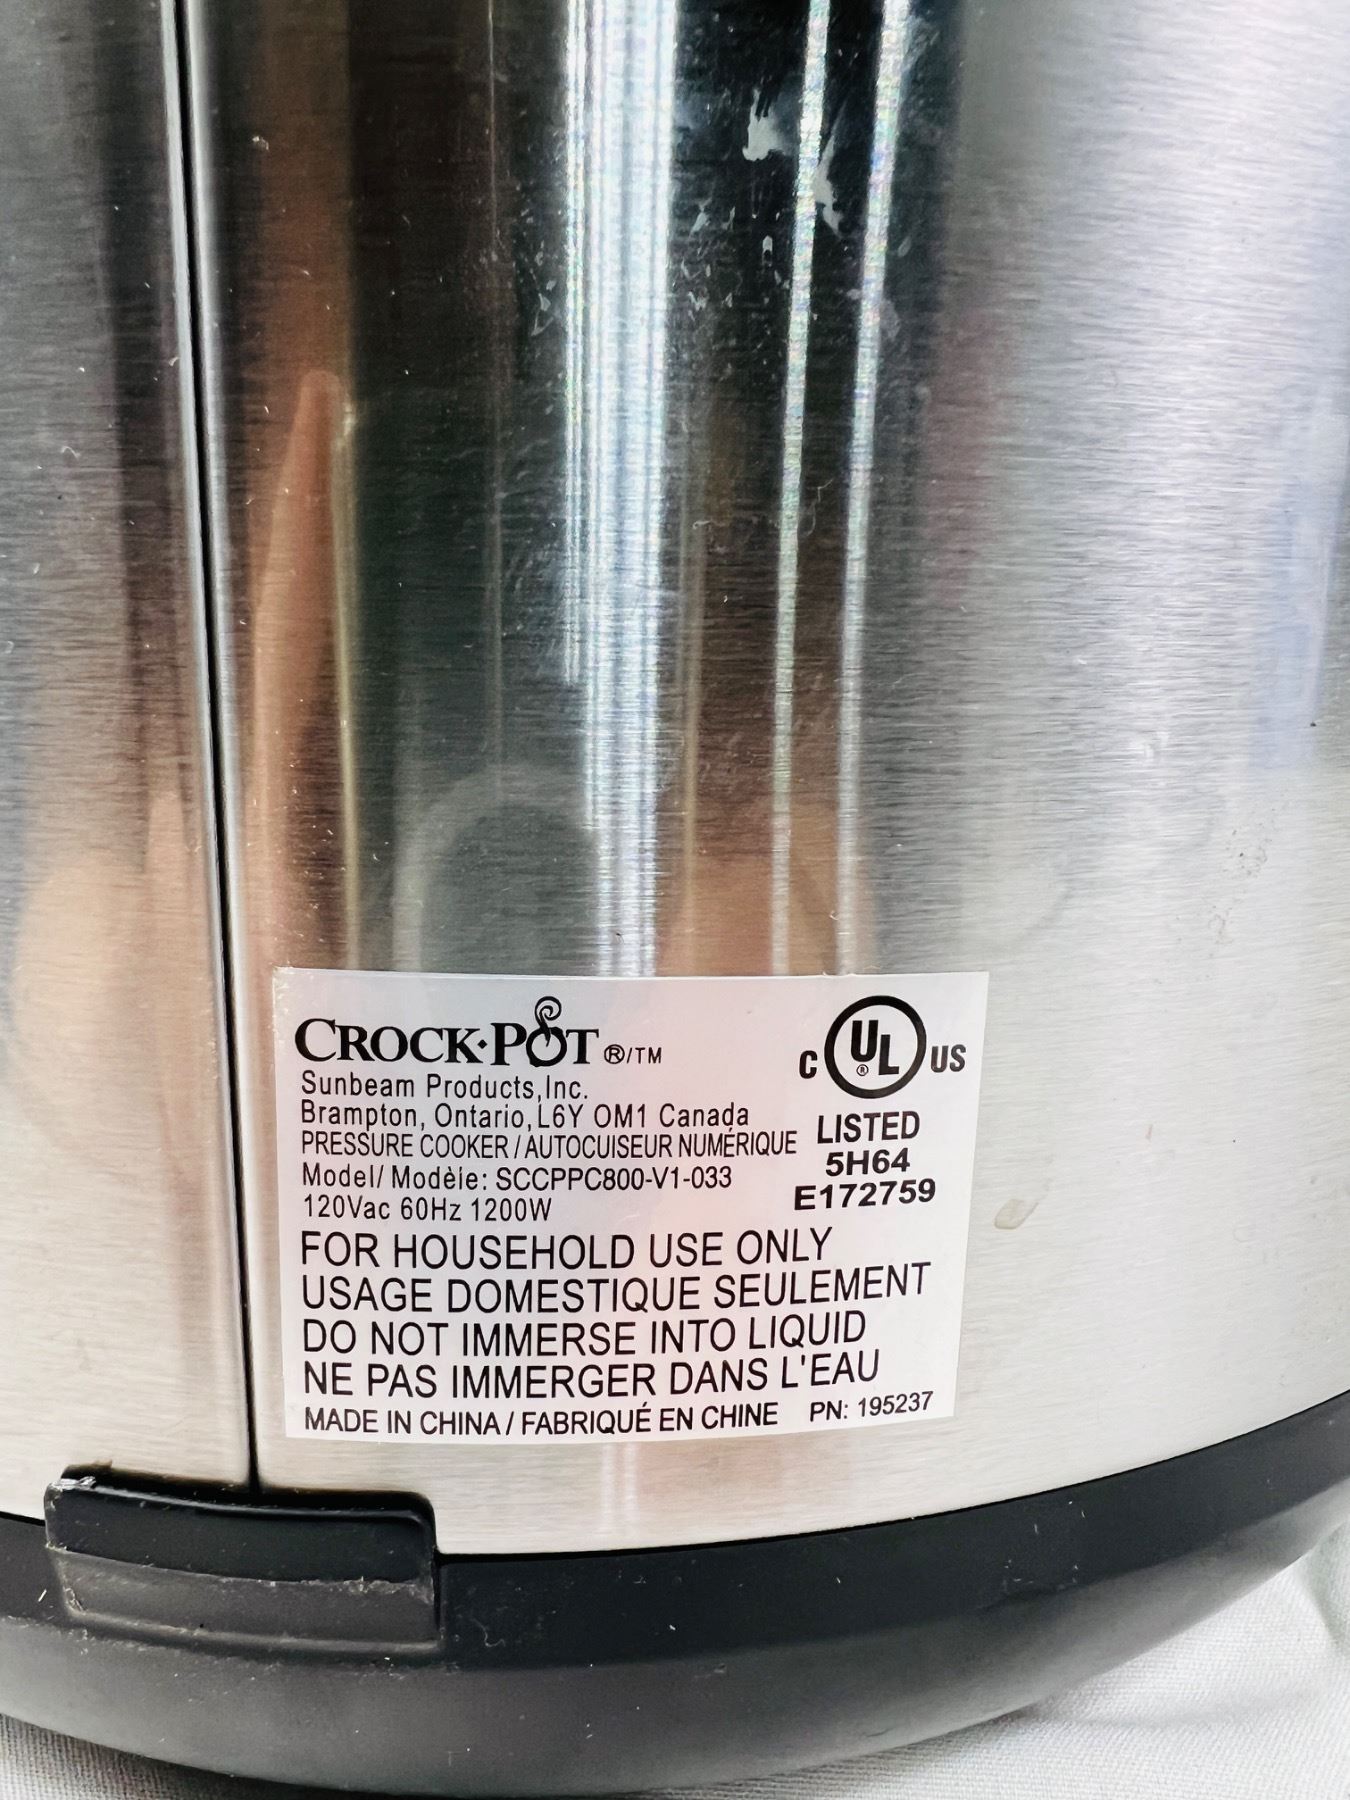 CROCK·POT ®/TM
Sunbeam Products,Inc.
Brampton, Ontario, L6Y OM1 Canada
PRESSURE COOKER / AUTOCUISEUR NUMÉRIQUE
Model/ Modèie: SCCPPC800-V1-033
120Vac 60Hz 1200W
C UL ® US
LISTED
5H64
E172759
FOR HOUSEHOLD USE ONLY
USAGE DOMESTIQUE SEULEMENT
DO NOT IMMERSE INTO LIQUID
NE PAS IMMERGER DANS L'EAU
MADE IN CHINA / FABRIQUÉ EN CHINE PN: 195237